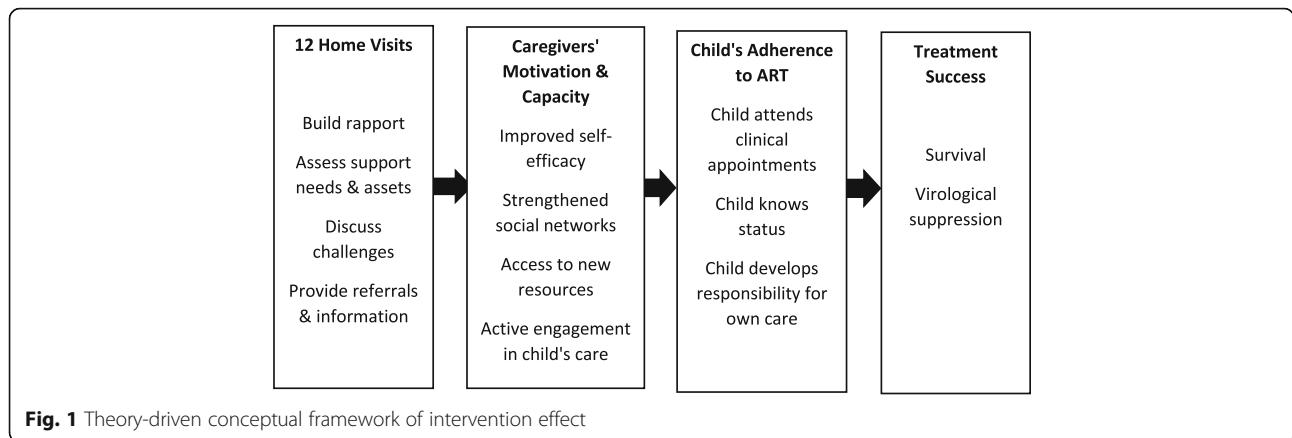 12 Home Visits
Build rapport
Assess support
needs & assets
Discuss
challenges
Provide referrals
& information
Caregivers'
Motivation &
Capacity
Improved self-
efficacy
Strengthened
social networks
Access to new
resources
Active engagement
in child's care
Child's Adherence
to ART
Child attends
clinical
appointments
Child knows
status
Child develops
responsibility for
own care
Treatment
Success
Survival
Virological
suppression
Fig. 1 Theory-driven conceptual framework of intervention effect